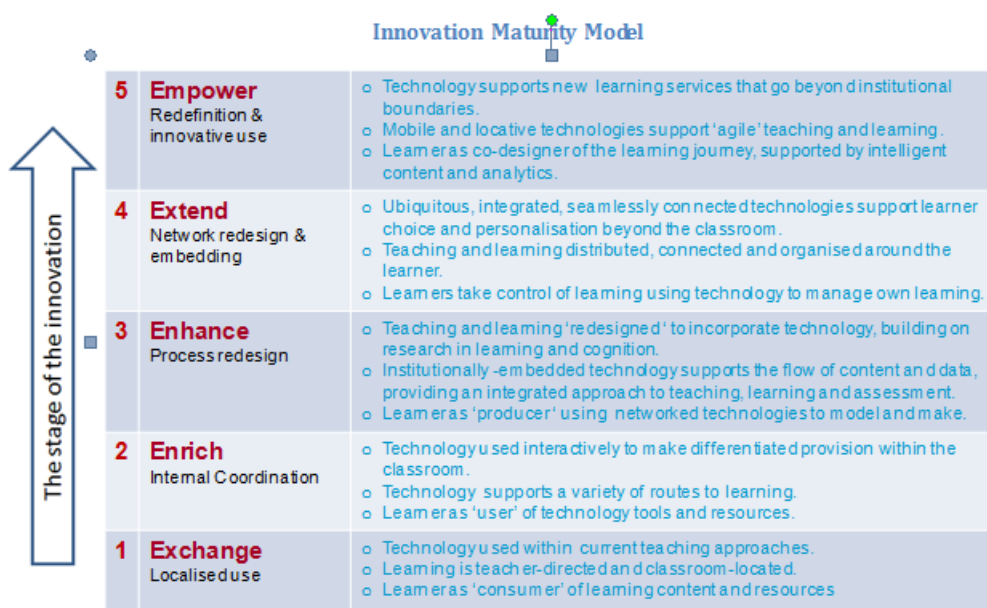 Innovation Maturity Model
The stage of the innovation
5 Empower
Redefinition &
innovative use
o Technology supports new learning services that go beyond institutional
boundaries.
o Mobile and locative technologies support ‘agile’ teaching and learning.
o Learner as co-designer of the learning journey, supported by intelligent
content and analytics.
4 Extend
Network redesign &
embedding
o Ubiquitous, integrated, seamlessly connected technologies support learner
choice and personalisation beyond the classroom.
o Teaching and learning distributed, connected and organised around the
learner.
o Learners take control of learning using technology to manage own learning.
3 Enhance
Process redesign
o Teaching and learning ‘redesigned‘ to incorporate technology, building on
research in learning and cognition.
o Institutionally-embedded technology supports the flow of content and data,
providing an integrated approach to teaching, learning and assessment.
o Learner as ‘producer‘ using networked technologies to model and make.
2 Enrich
Internal Coordination
o Technology used interactively to make differentiated provision within the
classroom.
o Technology supports a variety of routes to learning.
o Learner as ‘user’ of technology tools and resources.
1 Exchange
Localised use
o Technology used within current teaching approaches.
o Learning is teacher-directed and classroom-located.
o Learner as ‘consumer’ of learning content and resources